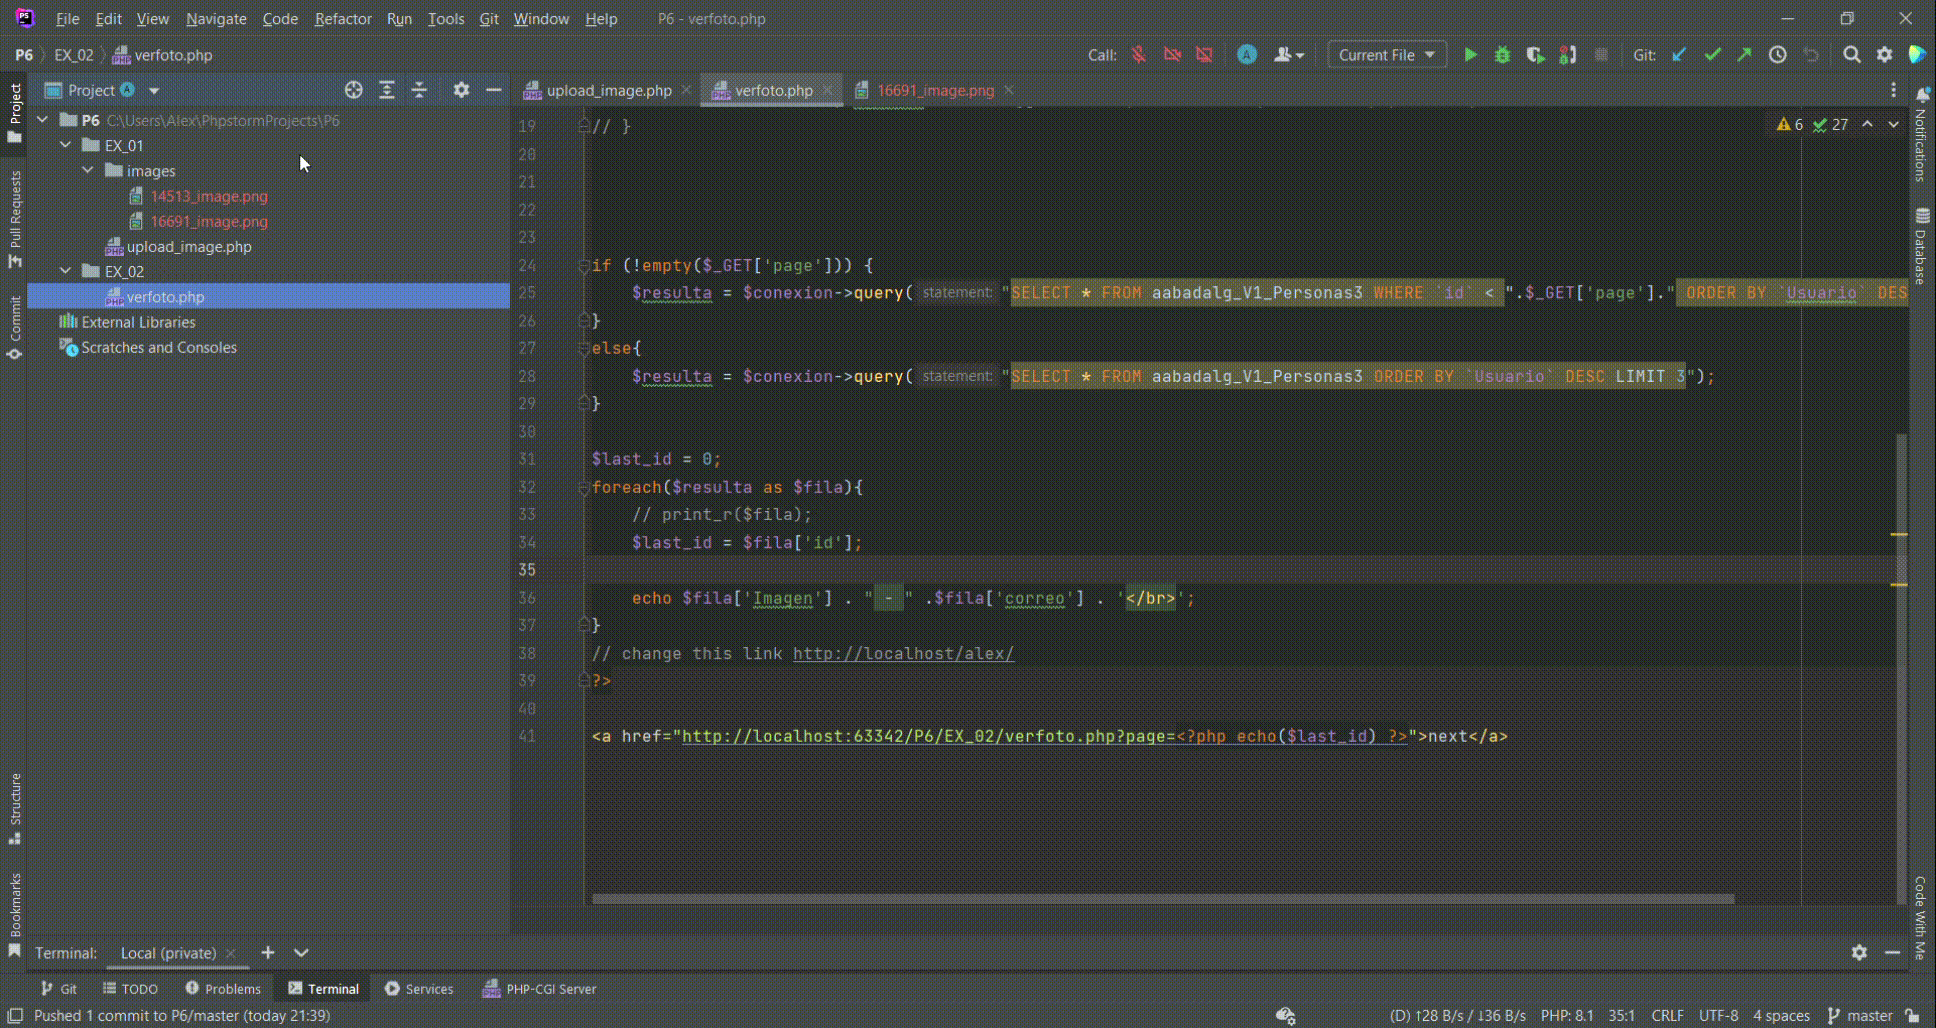 File Edit View Navigate Code Refactor Run Tools Git Window Help P6 - verfoto.php
P6 EX_02 verfoto.php Call: A Current File Git:
Project A upload_image.php verfoto.php 16691_image.png
P6 C:\Users\Alex\PhpstormProjects\P6
EX_01
images
14513_image.png
16691_image.png
upload_image.php
EX_02
verfoto.php
External Libraries
Scratches and Consoles
Project
Pull Requests
Commit
Structure
Bookmarks
6 27
19 // }
20
21
22
23
24 if (!empty($_GET['page'])) {
25 $resulta = $conexion->query( statement: "SELECT * FROM aabadalg_V1_Personas3 WHERE `id` < ".$_GET['page']." ORDER BY `Usuario` DES
26 }
27 else{
28 $resulta = $conexion->query( statement: "SELECT * FROM aabadalg_V1_Personas3 ORDER BY `Usuario` DESC LIMIT 3");
29 }
30
31 $last_id = 0;
32 foreach($resulta as $fila){
33 // print_r($fila);
34 $last_id = $fila['id'];
35
36 echo $fila['Imagen'] . " - " .$fila['correo'] . '</br>';
37 }
38 // change this link http://localhost/alex/
39 ?>
40
41 <a href="http://localhost:63342/P6/EX_02/verfoto.php?page=<?php echo($last_id) ?>">next</a>
Notifications
Database
Code With Me
Terminal: Local (private)
Git TODO Problems Terminal Services PHP-CGI Server
Pushed 1 commit to P6/master (today 21:39) (D) ↑28 B/s / ↓36 B/s PHP: 8.1 35:1 CRLF UTF-8 4 spaces master